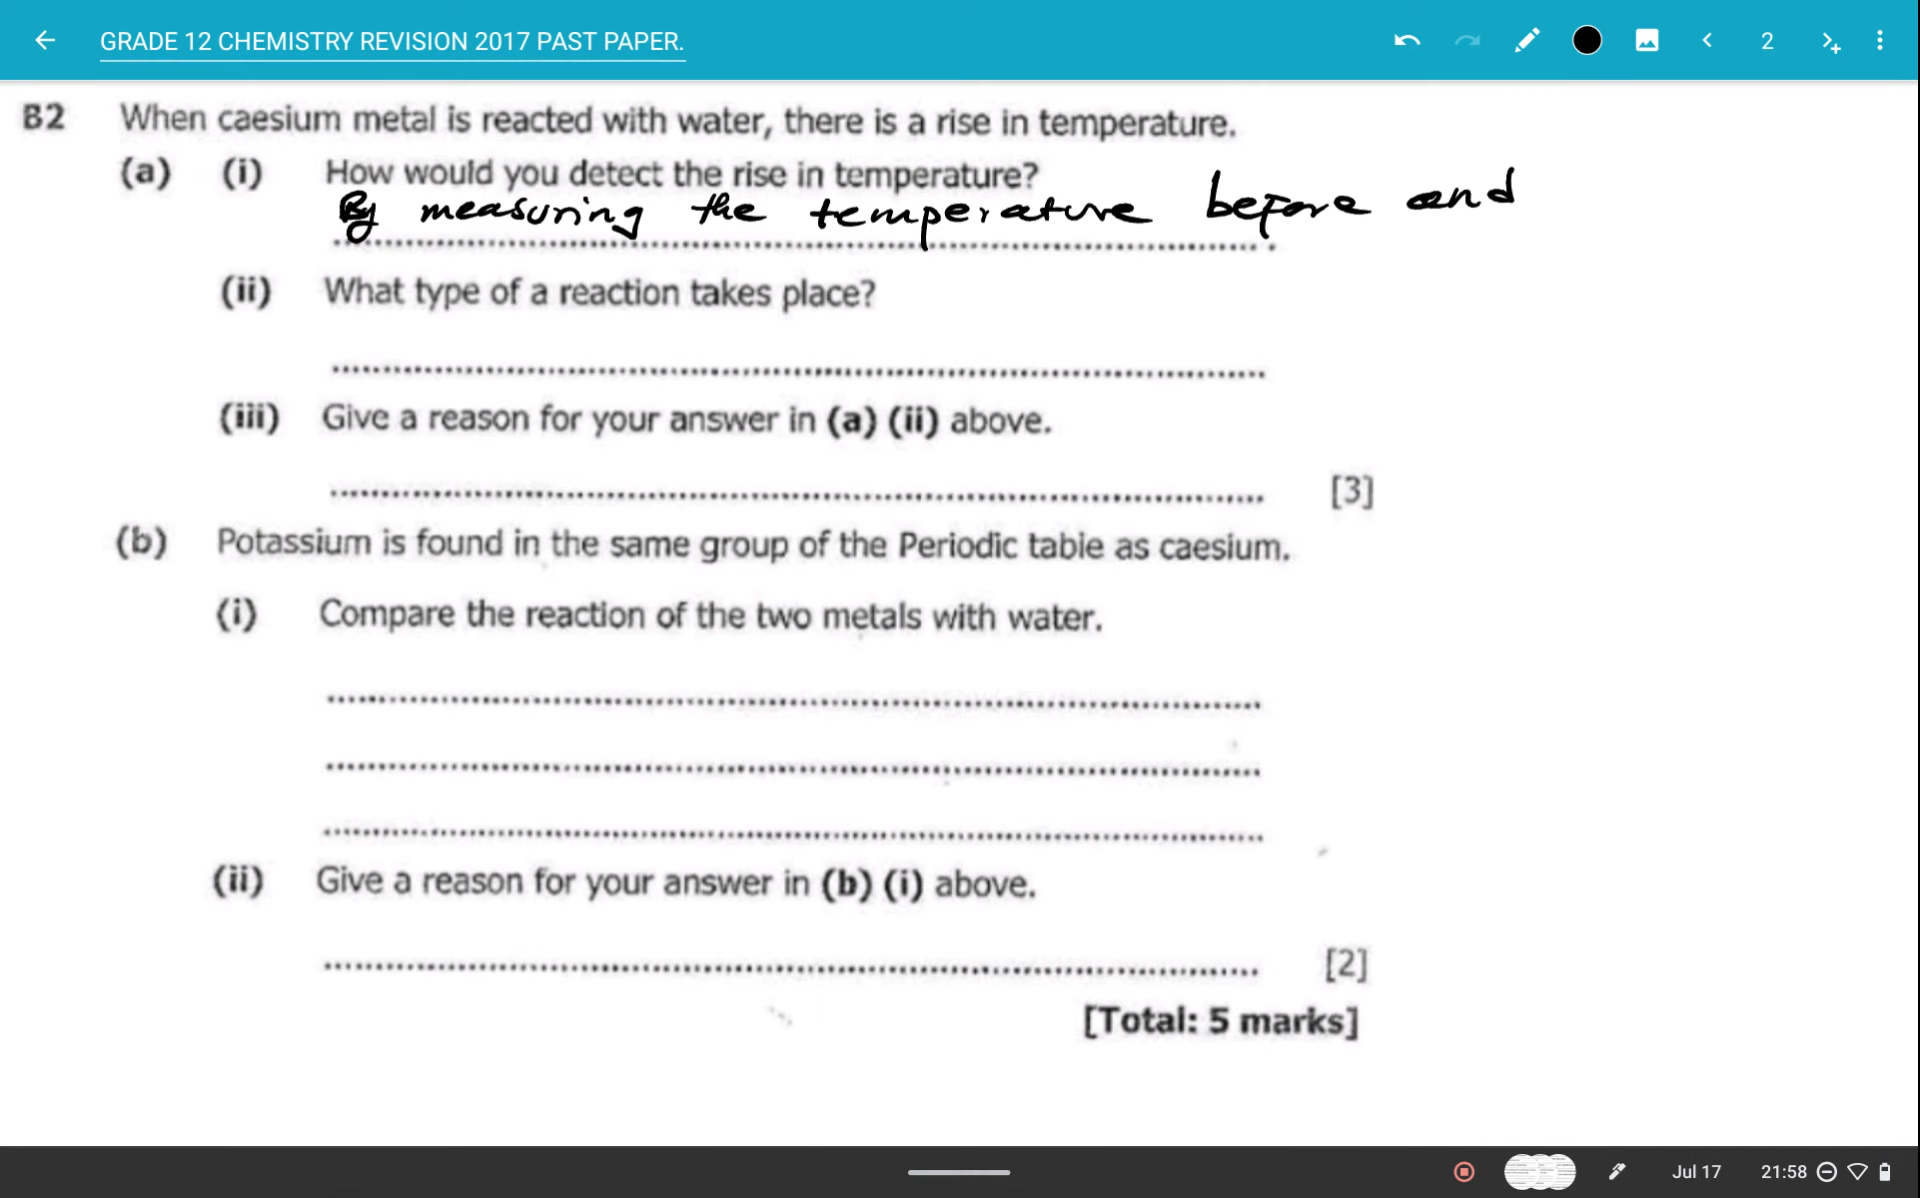 GRADE 12 CHEMISTRY REVISION 2017 PAST PAPER.
2
B2 When caesium metal is reacted with water, there is a rise in temperature.
(a) (i) How would you detect the rise in temperature?
By measuring the temperature before and
(ii) What type of a reaction takes place?
(iii) Give a reason for your answer in (a) (ii) above.
[3]
(b) Potassium is found in the same group of the Periodic table as caesium.
(i) Compare the reaction of the two metals with water.
(ii) Give a reason for your answer in (b) (i) above.
[2]
[Total: 5 marks]
Jul 17 21:58